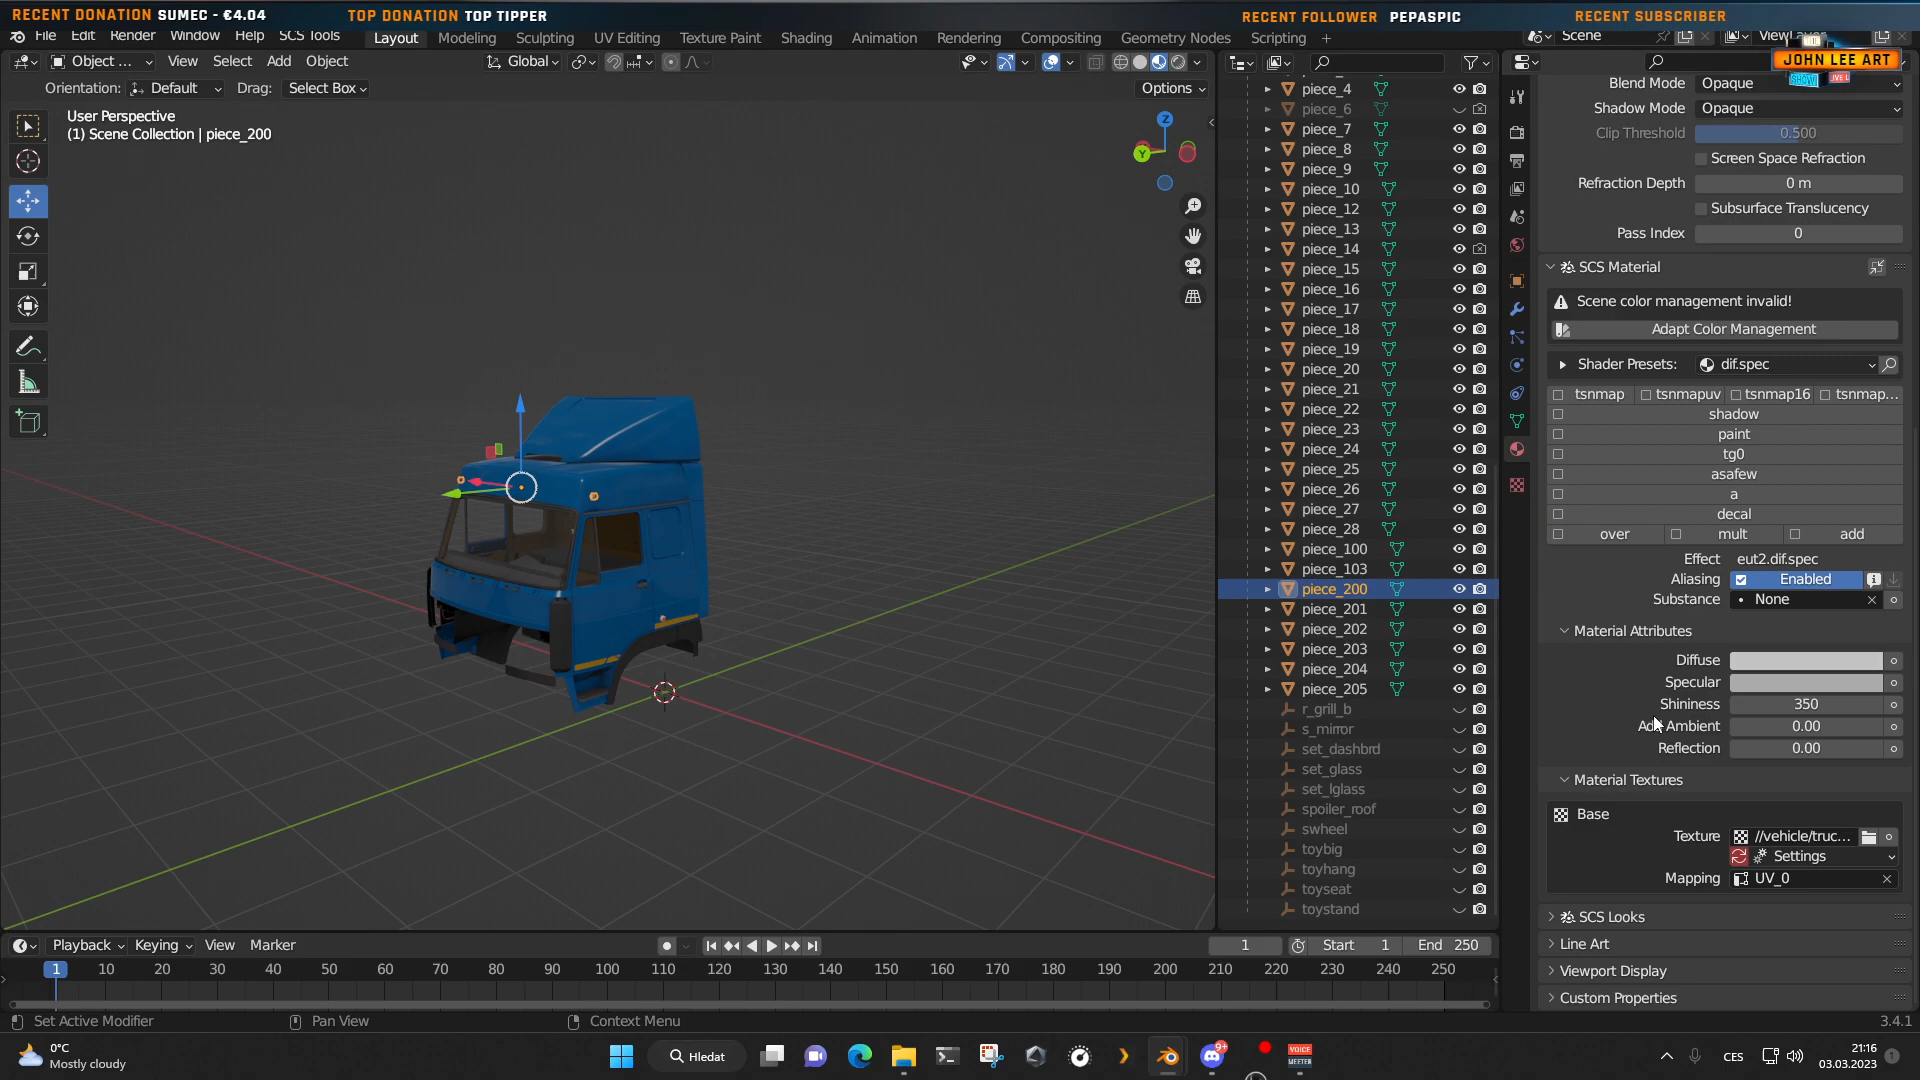 RECENT DONATION SUMEC - €4.04
TOP DONATION TOP TIPPER
RECENT FOLLOWER PEPASPIC
RECENT SUBSCRIBER
File Edit Render Window Help SCS Tools
Layout Modeling Sculpting UV Editing Texture Paint Shading Animation Rendering Compositing Geometry Nodes Scripting +
Scene
ViewLayer
JOHN LEE ART
Object ... View Select Add Object
Global
Orientation: Default Drag: Select Box
Options
User Perspective
(1) Scene Collection | piece_200
Z
Y
piece_4
piece_6
piece_7
piece_8
piece_9
piece_10
piece_12
piece_13
piece_14
piece_15
piece_16
piece_17
piece_18
piece_19
piece_20
piece_21
piece_22
piece_23
piece_24
piece_25
piece_26
piece_27
piece_28
piece_100
piece_103
piece_200
piece_201
piece_202
piece_203
piece_204
piece_205
r_grill_b
s_mirror
set_dashbrd
set_glass
set_lglass
spoiler_roof
swheel
toybig
toyhang
toyseat
toystand
Blend Mode Opaque
Shadow Mode Opaque
Clip Threshold 0.500
Screen Space Refraction
Refraction Depth 0 m
Subsurface Translucency
Pass Index 0
SCS Material
Scene color management invalid!
Adapt Color Management
Shader Presets: dif.spec
tsnmap tsnmapuv tsnmap16 tsnmap...
shadow
paint
tg0
asafew
a
decal
over mult add
Effect eut2.dif.spec
Aliasing Enabled
Substance None
Material Attributes
Diffuse
Specular
Shininess 350
Add Ambient 0.00
Reflection 0.00
Material Textures
Base
Texture //vehicle/truc...
Settings
Mapping UV_0
SCS Looks
Line Art
Viewport Display
Custom Properties
Playback Keying View Marker
1 Start 1 End 250
1 10 20 30 40 50 60 70 80 90 100 110 120 130 140 150 160 170 180 190 200 210 220 230 240 250
Set Active Modifier Pan View Context Menu
3.4.1
0°C
Mostly cloudy
Hledat
9+
VOICE
MEETER
CES
21:16
03.03.2023
1